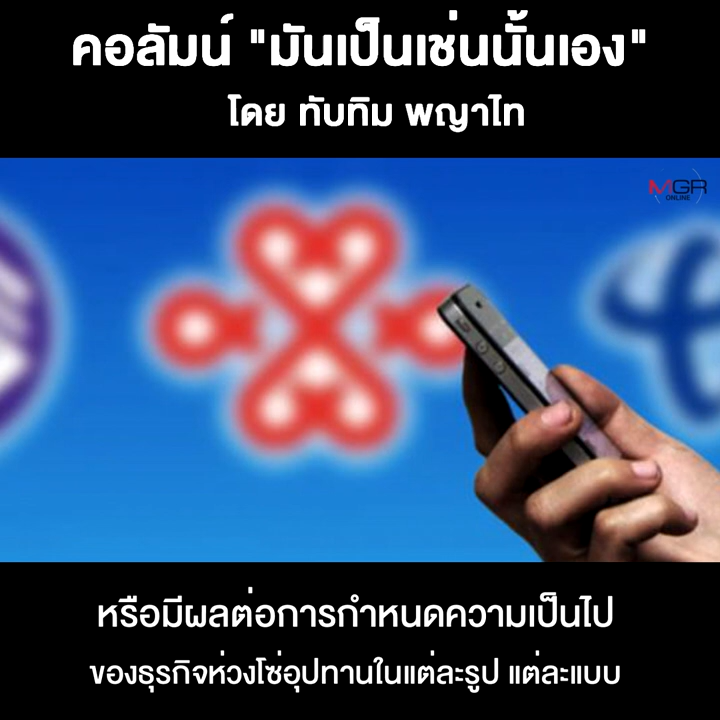 คอลัมน์ "มันเป็นเช่นนั้นเอง"
โดย ทับทิม พญาไท
MGR
ONLINE
หรือมีผลต่อการกำหนดความเป็นไป
ของธุรกิจห่วงโซ่อุปทานในแต่ละรูป แต่ละแบบ